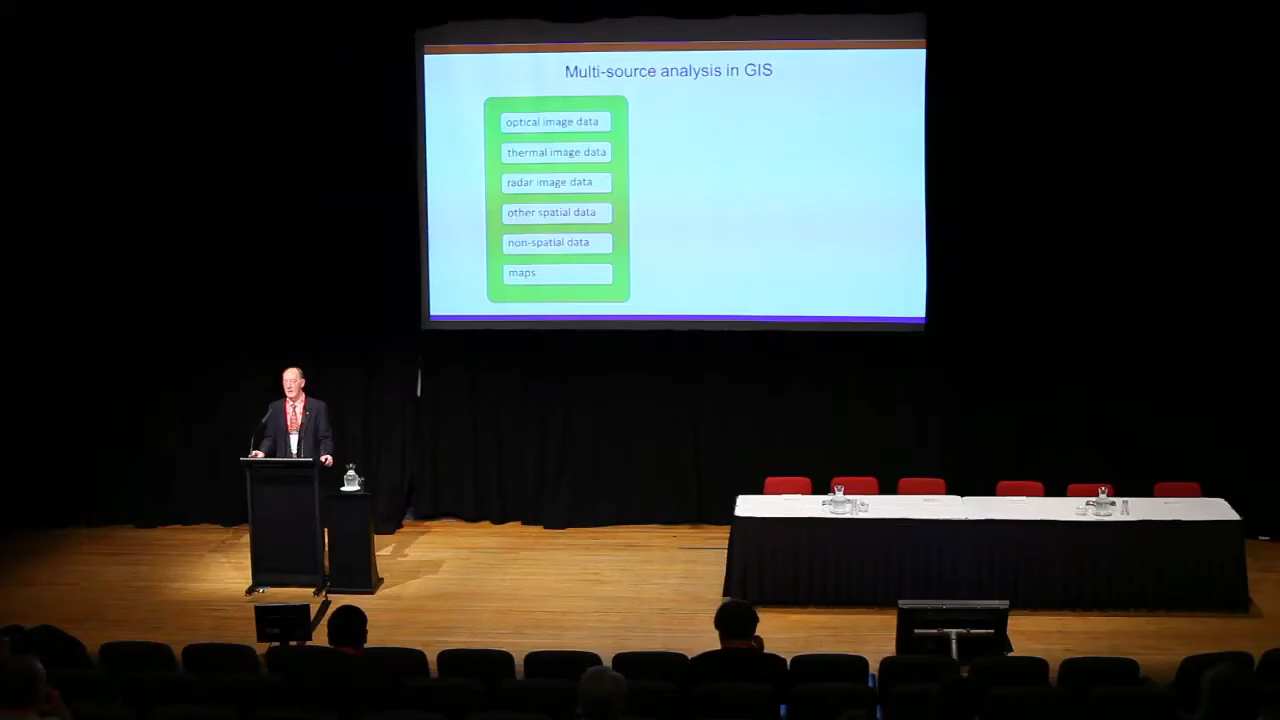 Multi-source analysis in GIS
optical image data
thermal image data
radar image data
other spatial data
non-spatial data
maps